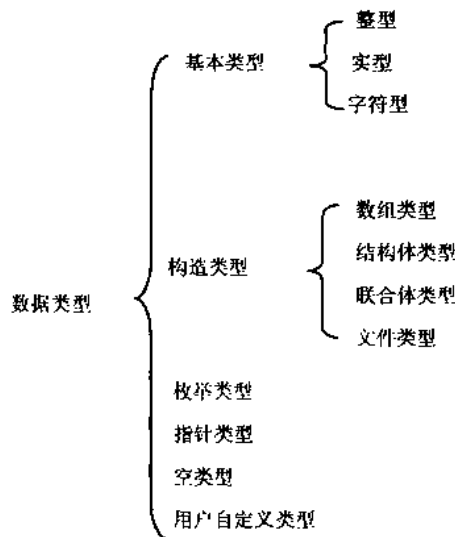 整型
基本类型
实型
字符型
数组类型
构造类型
结构体类型
数据类型
联合体类型
文件类型
枚举类型
指针类型
空类型
用户自定义类型